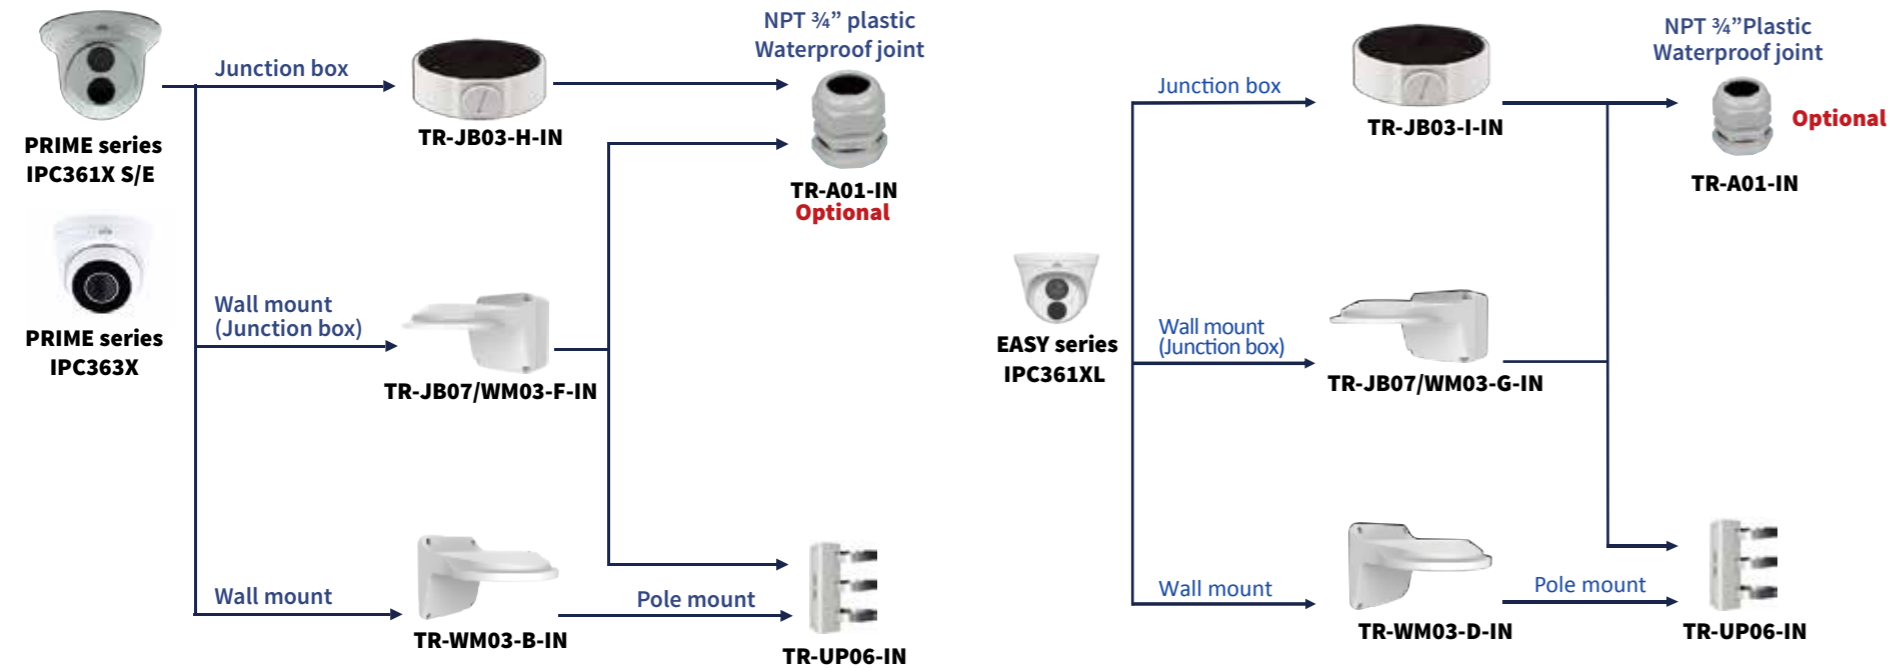 PRIME series
IPC361X S/E
PRIME series
IPC363X
Junction box
TR-JB03-H-IN
NPT ¾” plastic
Waterproof joint
TR-A01-IN
Optional
Wall mount
(Junction box)
TR-JB07/WM03-F-IN
Wall mount
TR-WM03-B-IN
Pole mount
TR-UP06-IN
EASY series
IPC361XL
Junction box
TR-JB03-I-IN
NPT ¾”Plastic
Waterproof joint
Optional
TR-A01-IN
Wall mount
(Junction box)
TR-JB07/WM03-G-IN
Wall mount
TR-WM03-D-IN
Pole mount
TR-UP06-IN